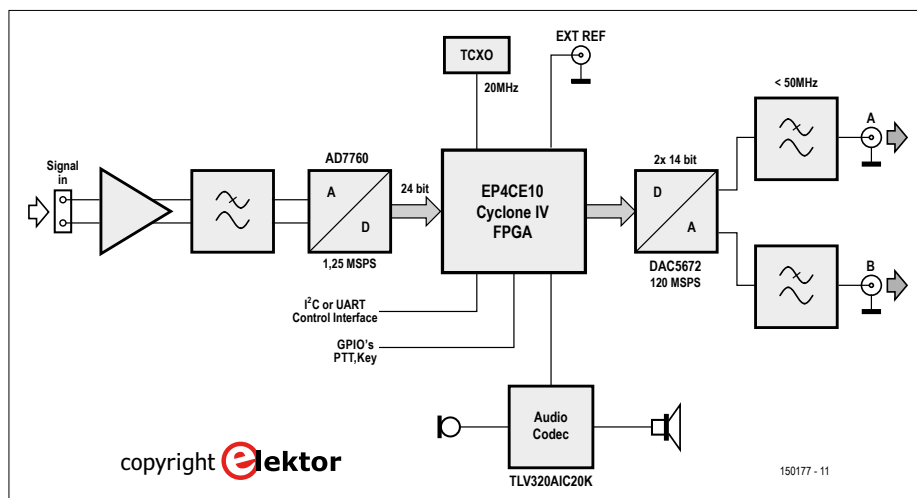 TCXO
20MHz
EXT REF
< 50MHz
A
Signal
in
AD7760
A
D
1,25 MSPS
24 bit
EP4CE10
Cyclone IV
FPGA
2x 14 bit
D
A
DAC5672
120 MSPS
B
I²C or UART
Control Interface
GPIO's
PTT,Key
Audio
Codec
TLV320AIC20K
copyright elektor
150177 - 11